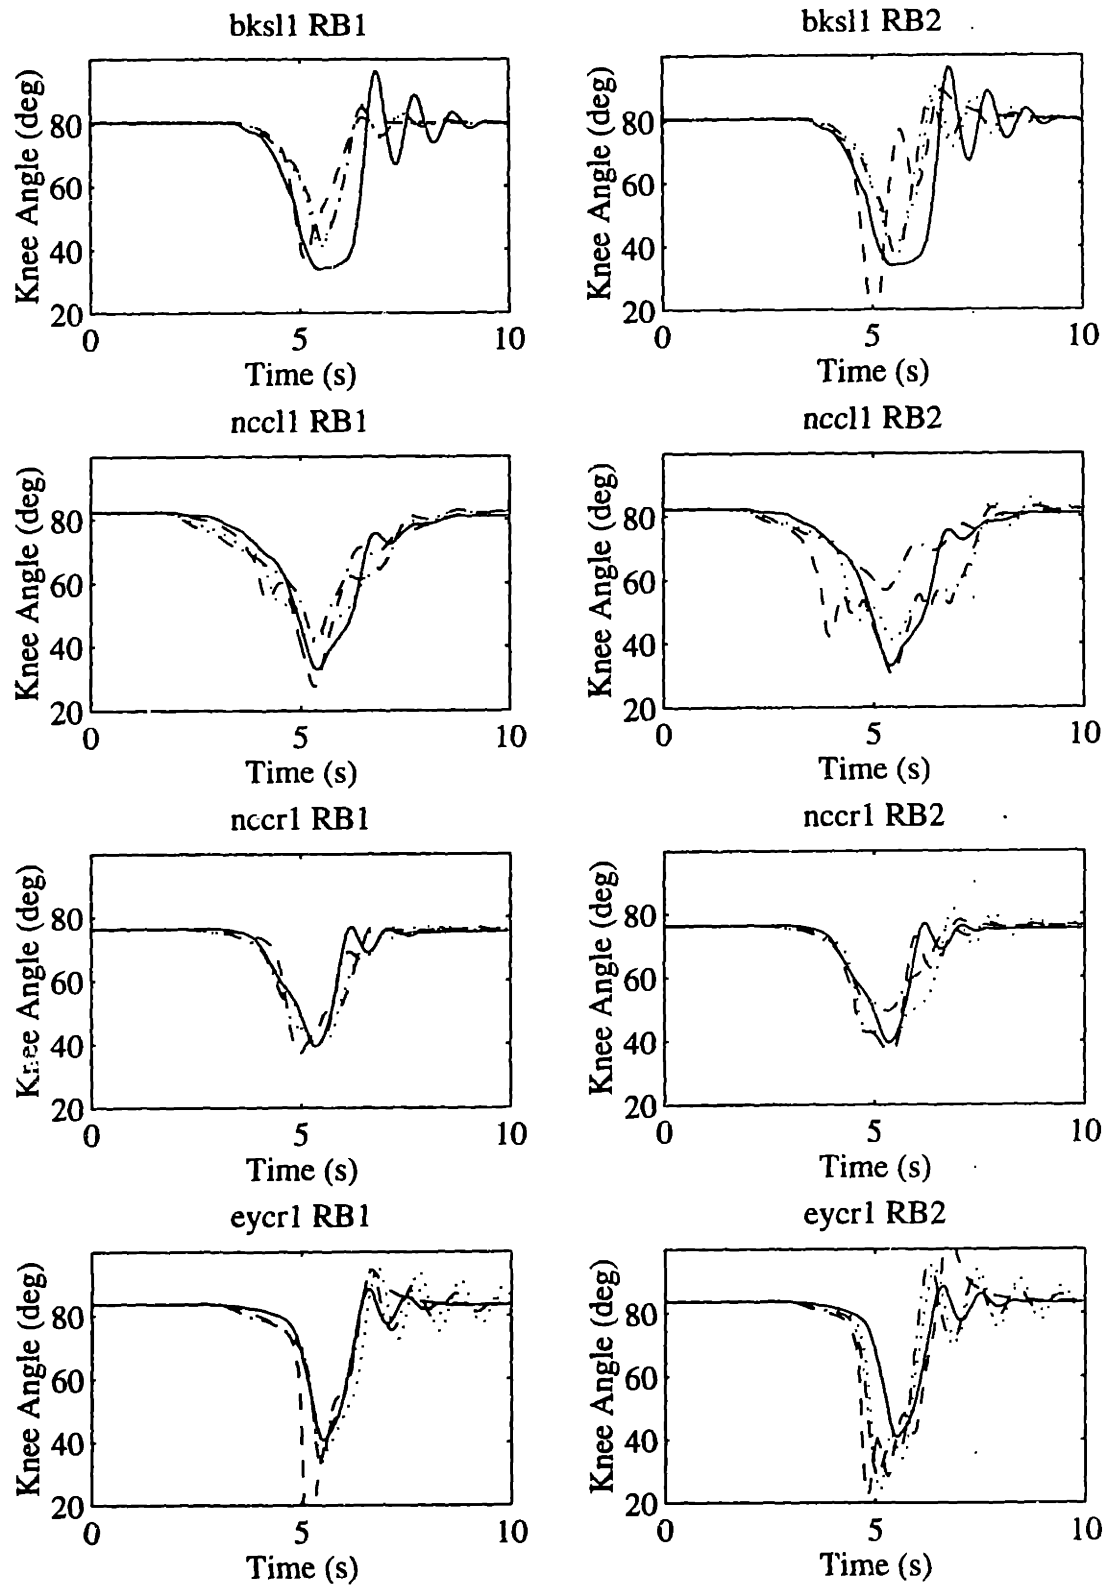 bksl1 RB1
bksl1 RB2
Knee Angle (deg)
80
60
40
20
0
5
10
Time (s)
Knee Angle (deg)
80
60
40
20
0
5
10
Time (s)
nccl1 RB1
nccl1 RB2
Knee Angle (deg)
80
60
40
20
0
5
10
Time (s)
Knee Angle (deg)
80
60
40
20
0
5
10
Time (s)
nccr1 RB1
nccr1 RB2
Knee Angle (deg)
80
60
40
20
0
5
10
Time (s)
Knee Angle (deg)
80
60
40
20
0
5
10
Time (s)
eycr1 RB1
eycr1 RB2
Knee Angle (deg)
80
60
40
20
0
5
10
Time (s)
Knee Angle (deg)
80
60
40
20
0
5
10
Time (s)